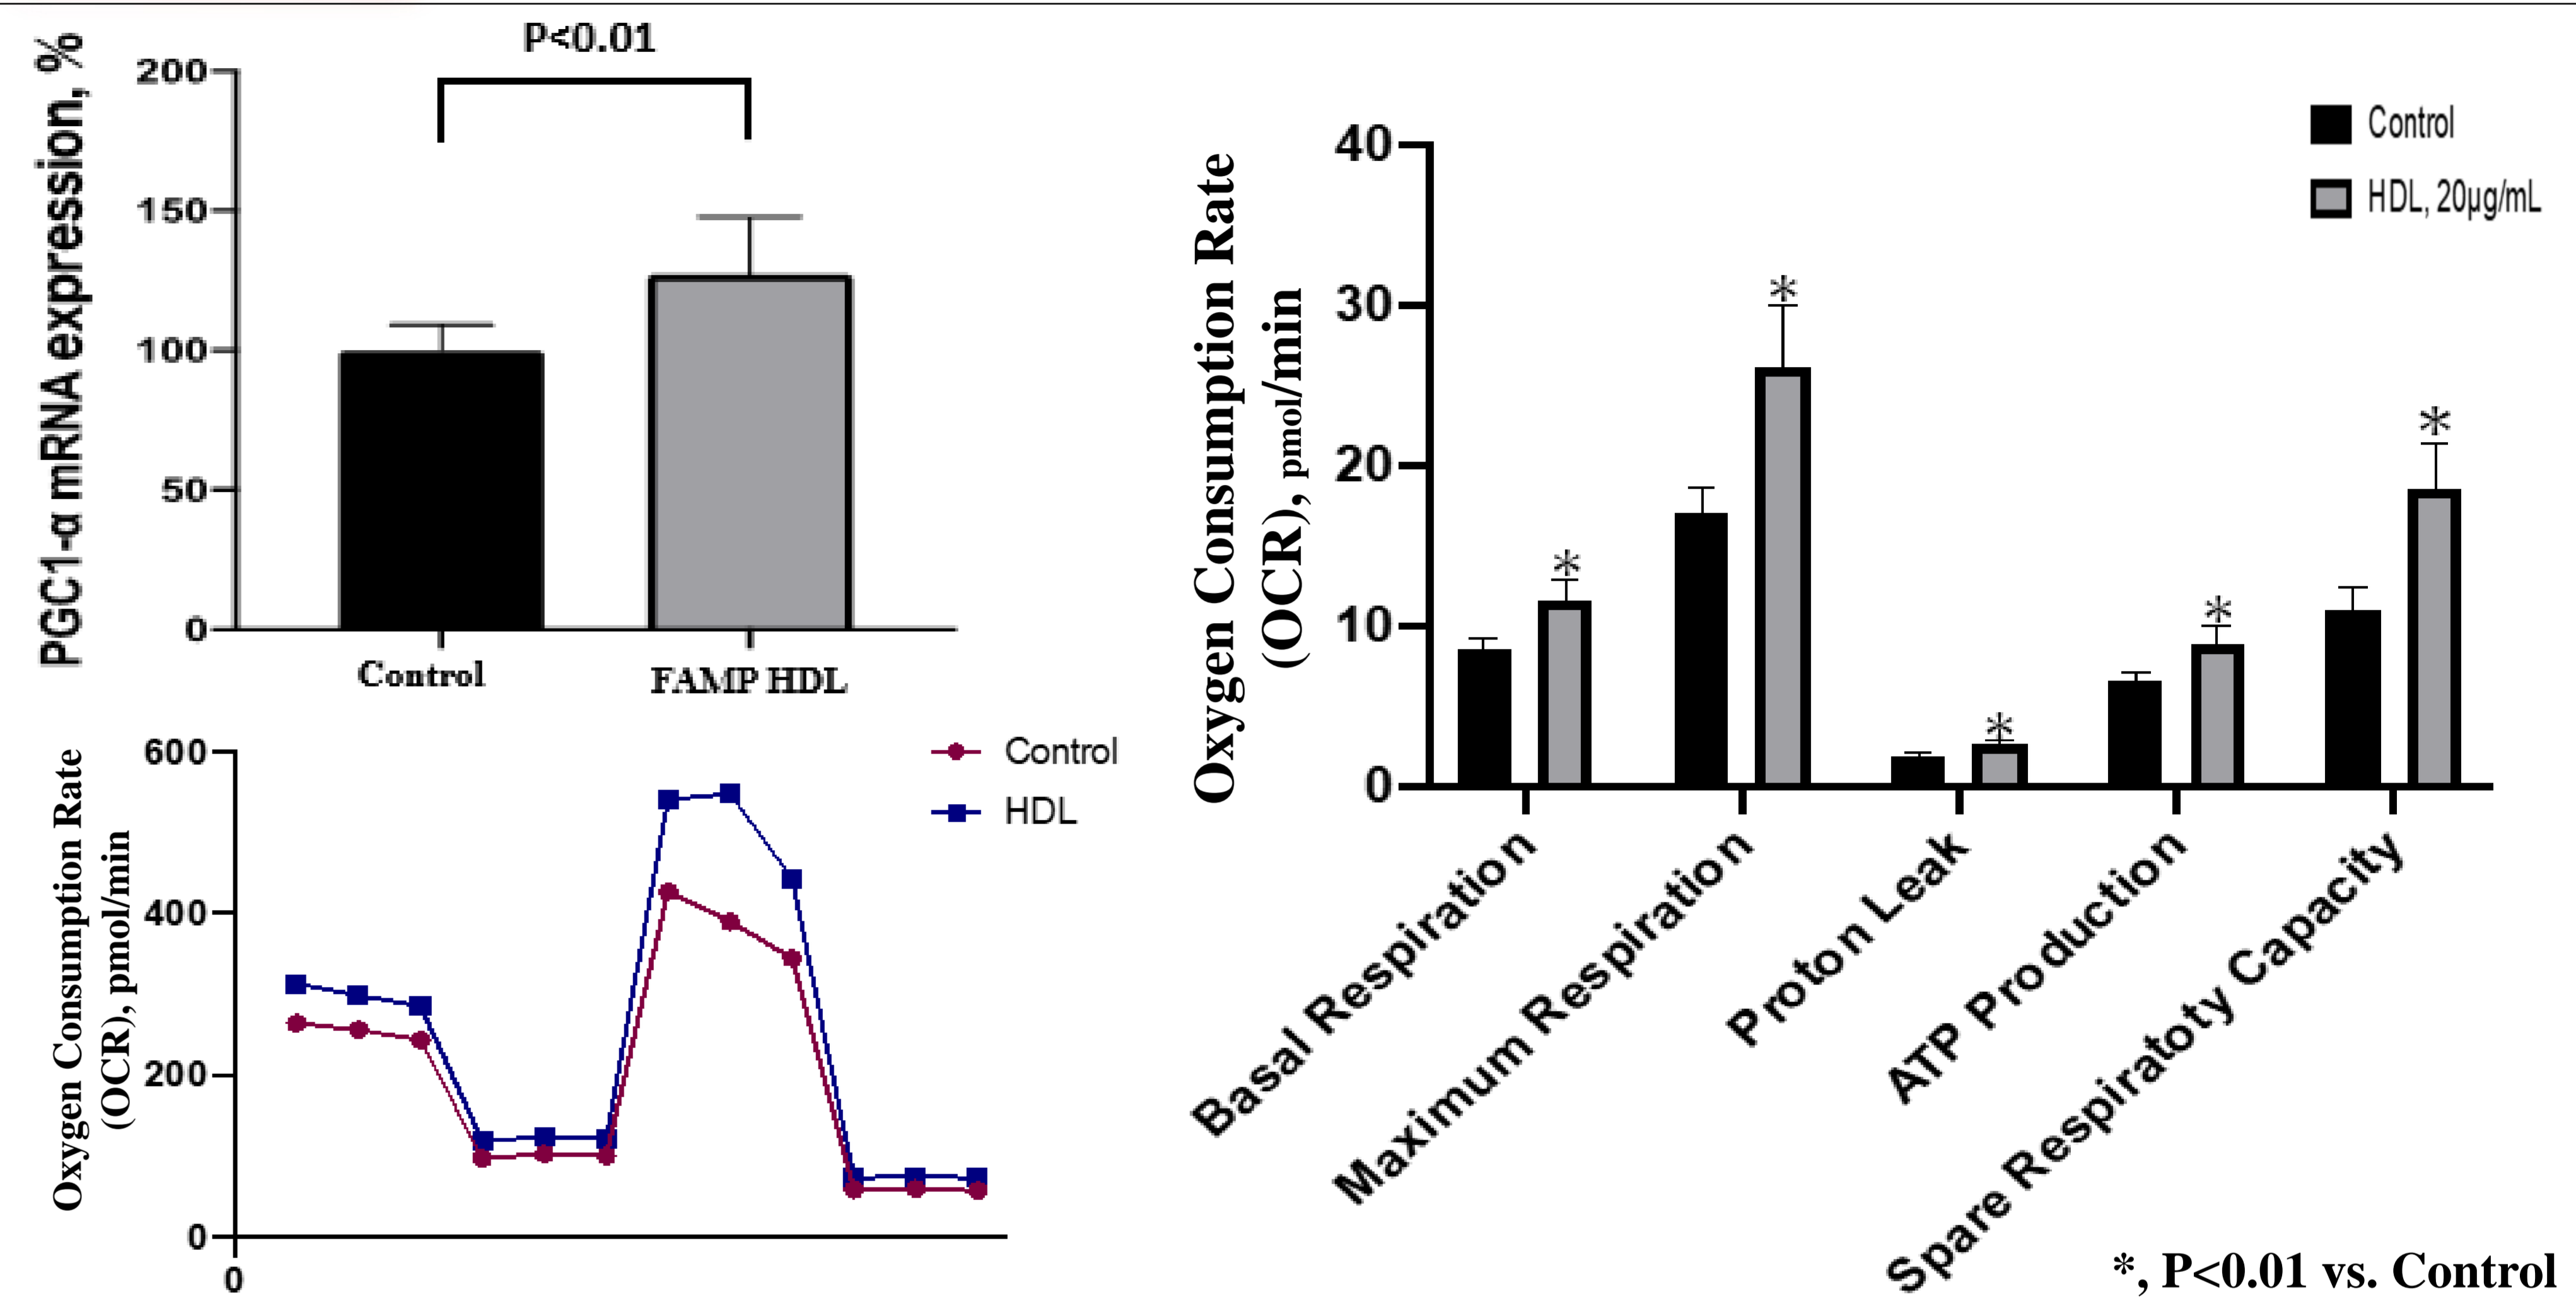 P<0.01
PGC1-α mRNA expression, %
200
150
100
50
0
Control
FAMP HDL
Oxygen Consumption Rate
(OCR), pmol/min
600
400
200
0
0
Control
HDL
Oxygen Consumption Rate
(OCR), pmol/min
40
30
20
10
0
Control
HDL, 20µg/mL
*
*
*
*
*
Basal Respiration
Maximum Respiration
Proton Leak
ATP Production
Spare Respiratoty Capacity
*, P<0.01 vs. Control